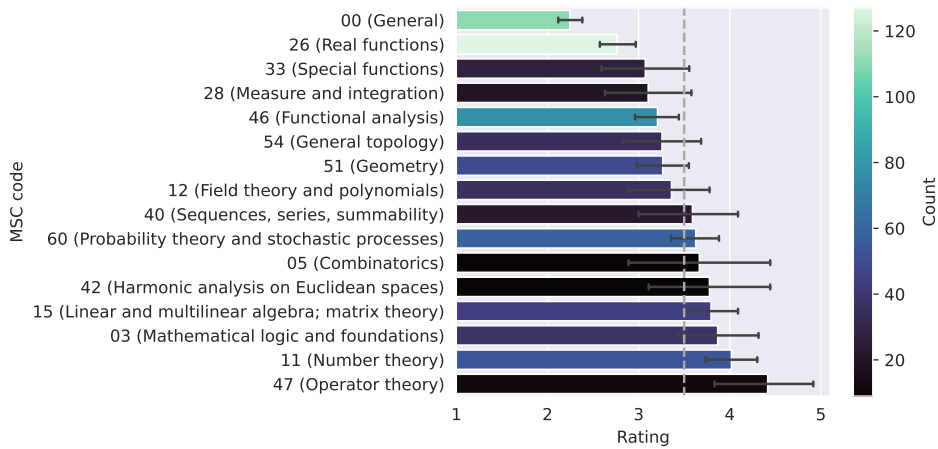 MSC code
00 (General)
26 (Real functions)
33 (Special functions)
28 (Measure and integration)
46 (Functional analysis)
54 (General topology)
51 (Geometry)
12 (Field theory and polynomials)
40 (Sequences, series, summability)
60 (Probability theory and stochastic processes)
05 (Combinatorics)
42 (Harmonic analysis on Euclidean spaces)
15 (Linear and multilinear algebra; matrix theory)
03 (Mathematical logic and foundations)
11 (Number theory)
47 (Operator theory)
1 2 3 4 5
Rating
120
100
80
60
40
20
Count